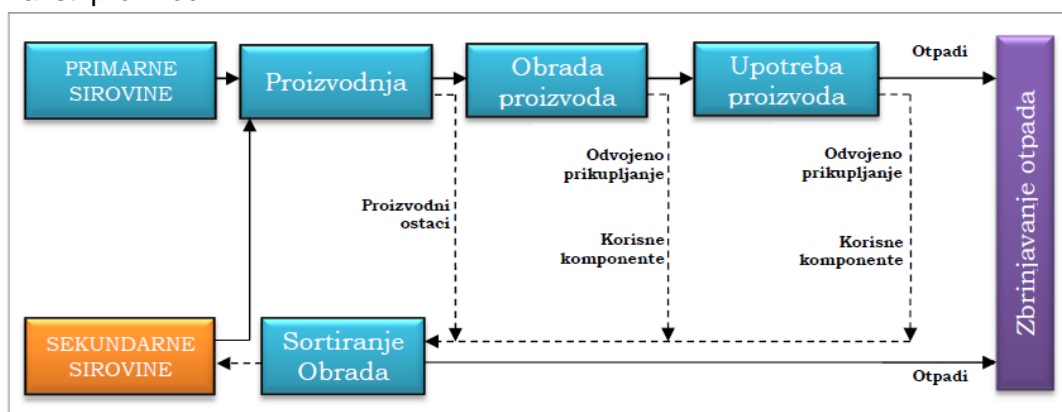 PRIMARNE
SIROVINE
Proizvodnja
Obrada
proizvoda
Upotreba
proizvoda
Otpadi
Zbrinjavanje otpada
Proizvodni
ostaci
Odvojeno
prikupljanje
Korisne
komponente
Odvojeno
prikupljanje
Korisne
komponente
SEKUNDARNE
SIROVINE
Sortiranje
Obrada
Otpadi